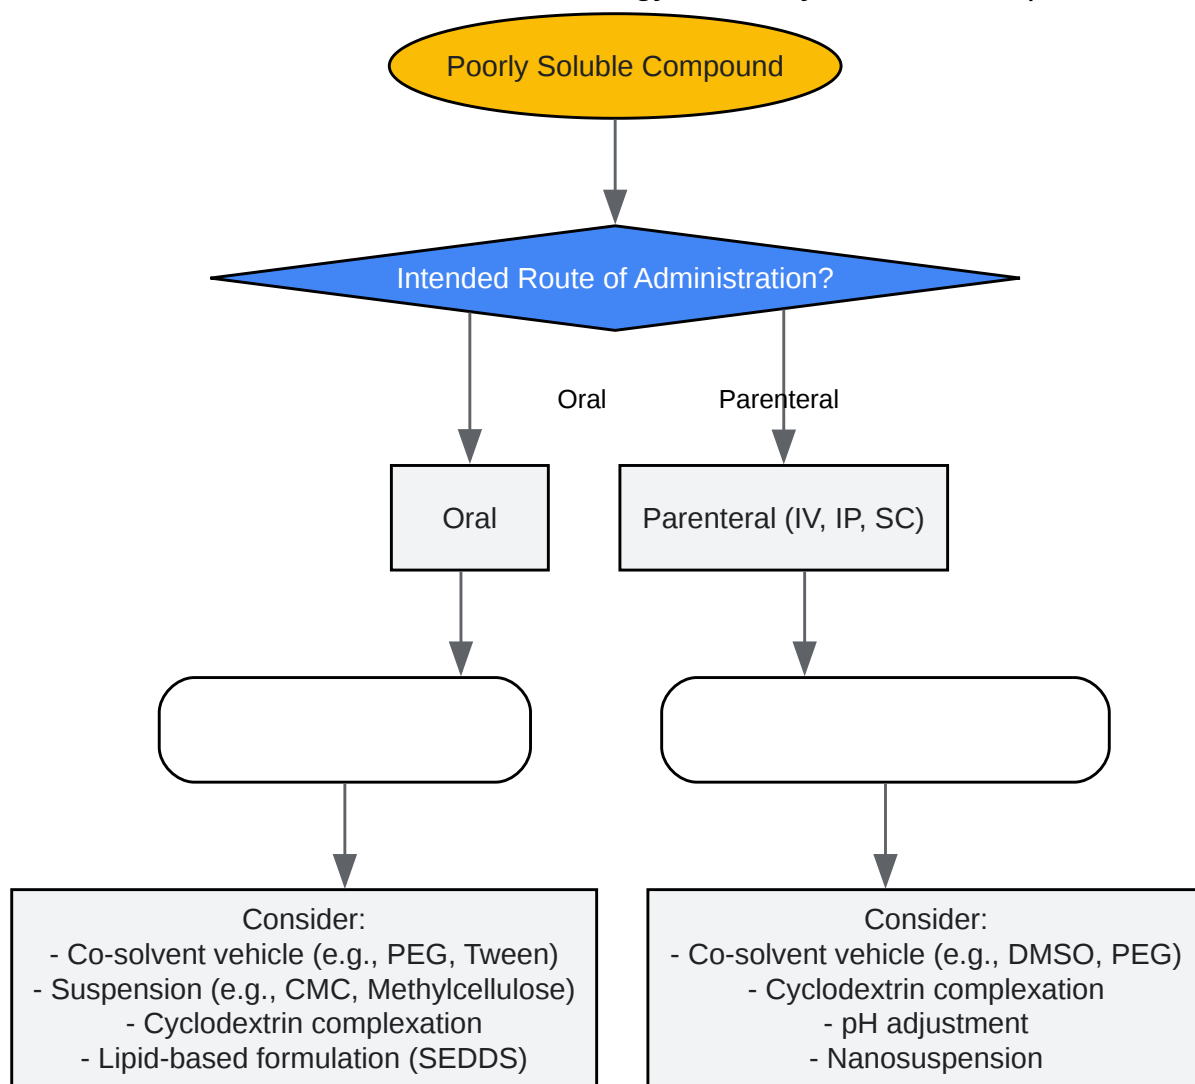 Poorly Soluble Compound
Intended Route of Administration?
Oral
Parenteral
Oral
Parenteral (IV, IP, SC)
Consider:
- Co-solvent vehicle (e.g., PEG, Tween)
- Suspension (e.g., CMC, Methylcellulose)
- Cyclodextrin complexation
- Lipid-based formulation (SEDDS)
Consider:
- Co-solvent vehicle (e.g., DMSO, PEG)
- Cyclodextrin complexation
- pH adjustment
- Nanosuspension